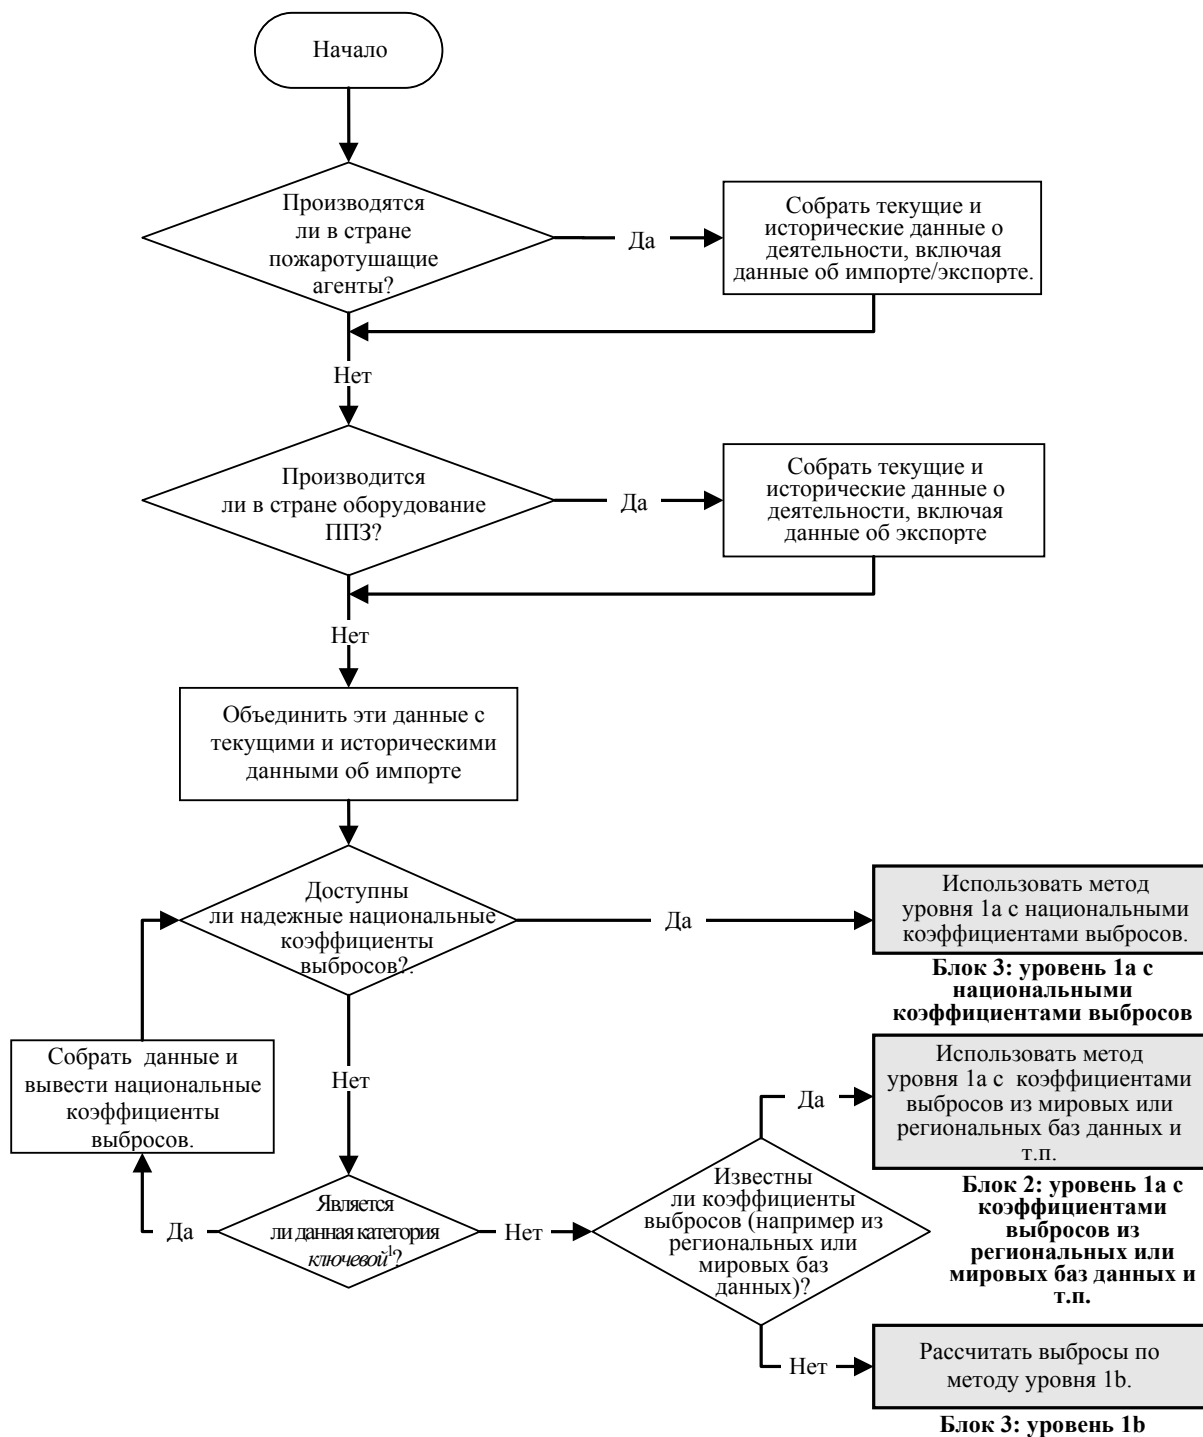 Начало
Производятся
ли в стране
пожаротушащие
агенты?
Да
Собрать текущие и
исторические данные о
деятельности, включая
данные об импорте/экспорте.
Нет
Производится
ли в стране оборудование
ППЗ?
Да
Собрать текущие и
исторические данные о
деятельности, включая
данные об экспорте
Нет
Объединить эти данные с
текущими и историческими
данными об импорте
Доступны
ли надежные национальные
коэффициенты
выбросов?.
Да
Использовать метод
уровня 1а с национальными
коэффициентами выбросов.
Блок 3: уровень 1а с
национальными
коэффициентами выбросов
Собрать данные и
вывести национальные
коэффициенты
выбросов.
Нет
Является
ли данная категория
ключевой¹?
Да
Нет
Известны
ли коэффициенты
выбросов (например из
региональных или
мировых баз
данных)?
Да
Использовать метод
уровня 1а с коэффициентами
выбросов из мировых или
региональных баз данных и
т.п.
Блок 2: уровень 1а с
коэффициентами
выбросов из
региональных или
мировых баз данных и
т.п.
Нет
Рассчитать выбросы по
методу уровня 1b.
Блок 3: уровень 1b